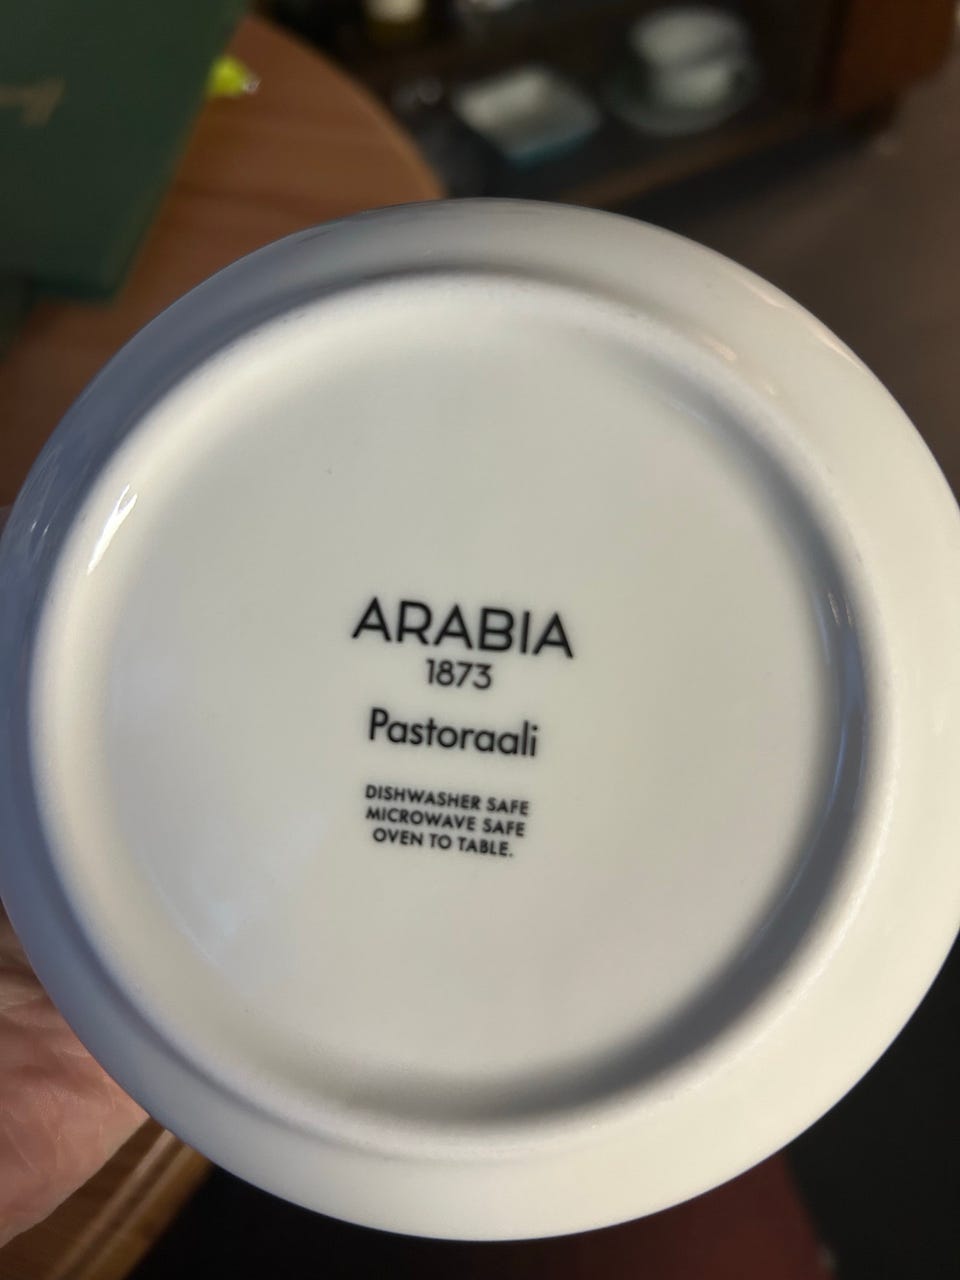 ARABIA
1873
Pastoraali
DISHWASHER SAFE
MICROWAVE SAFE
OVEN TO TABLE.